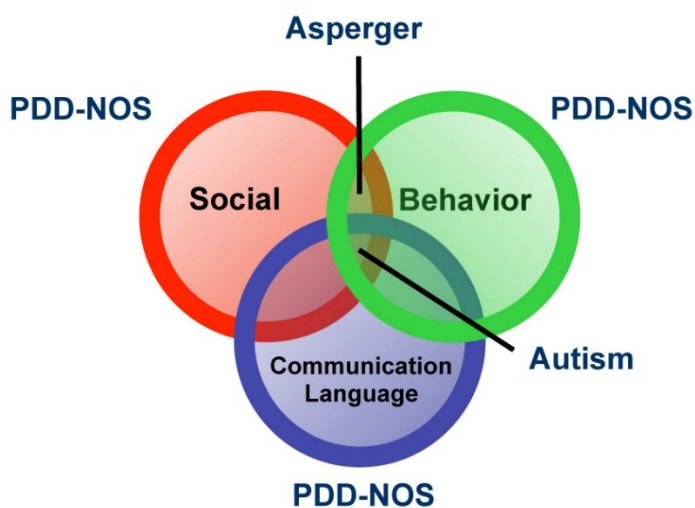 Asperger
PDD-NOS
PDD-NOS
Social
Behavior
Communication
Language
Autism
PDD-NOS